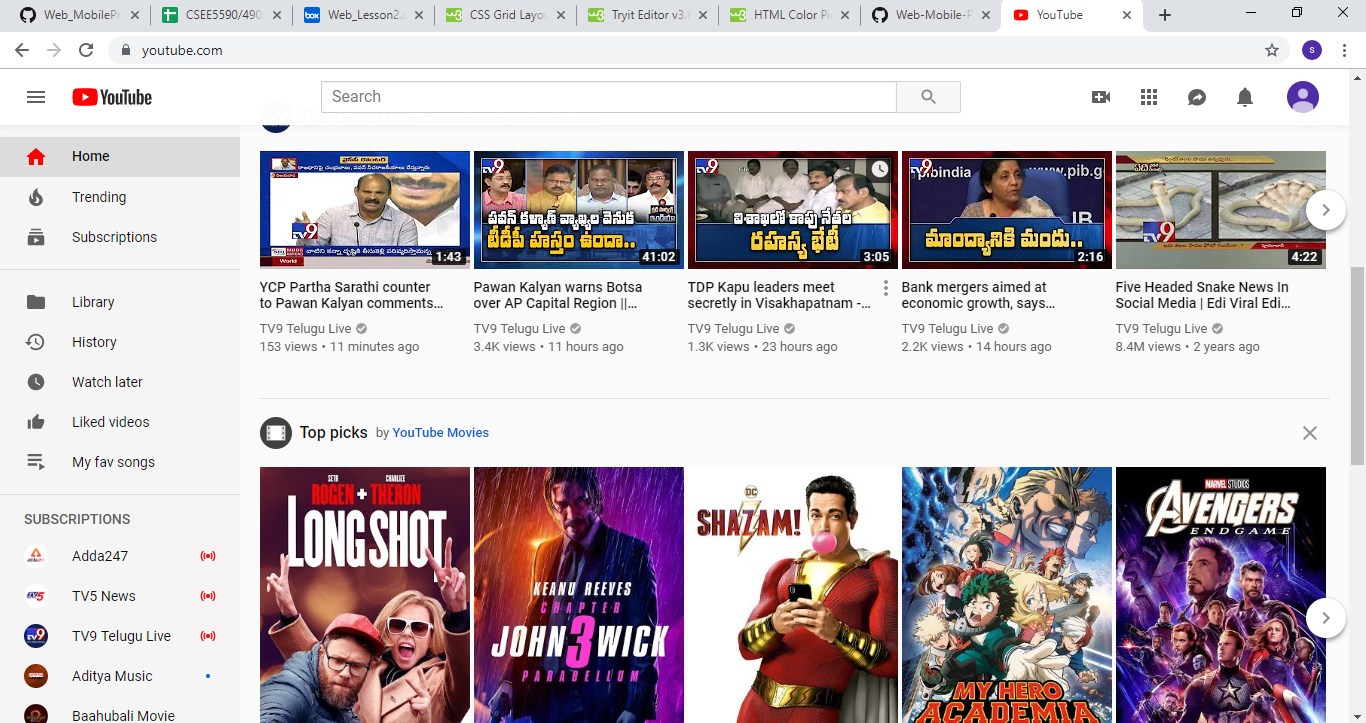 Web_MobilePr
CSEE5590/490
Web_Lesson2.
CSS Grid Layou
Tryit Editor v3.
HTML Color Pi
Web-Mobile-P
YouTube
youtube.com
S
YouTube
Search
Home
Trending
Subscriptions
Library
History
Watch later
Liked videos
My fav songs
SUBSCRIPTIONS
Adda247
TV5 News
TV9 Telugu Live
Aditya Music
Baahubali Movie
TV9
World
1:43
TV9
పవన్ కళ్యాణ్ వ్యాఖ్యల వెనుక
టీడీపీ హస్తం ఉందా..
41:02
TV9
విశాఖలో కాపు నేతల
రహస్య భేటీ
3:05
TV9
pibindia
www.pib.g
మాంద్యానికి మందు..
2:16
TV9
4:22
YCP Partha Sarathi counter
to Pawan Kalyan comments...
TV9 Telugu Live
153 views • 11 minutes ago
Pawan Kalyan warns Botsa
over AP Capital Region ||...
TV9 Telugu Live
3.4K views • 11 hours ago
TDP Kapu leaders meet
secretly in Visakhapatnam -...
TV9 Telugu Live
1.3K views • 23 hours ago
Bank mergers aimed at
economic growth, says...
TV9 Telugu Live
2.2K views • 14 hours ago
Five Headed Snake News In
Social Media | Edi Viral Edi...
TV9 Telugu Live
8.4M views • 2 years ago
Top picks by YouTube Movies
SETH CHARLIZE
ROGEN + THERON
LONG SHOT
KEANU REEVES
CHAPTER
JOHN 3 WICK
PARABELLUM
DC
SHAZAM!
MY HERO
ACADEMIA
MARVEL STUDIOS
AVENGERS
ENDGAME